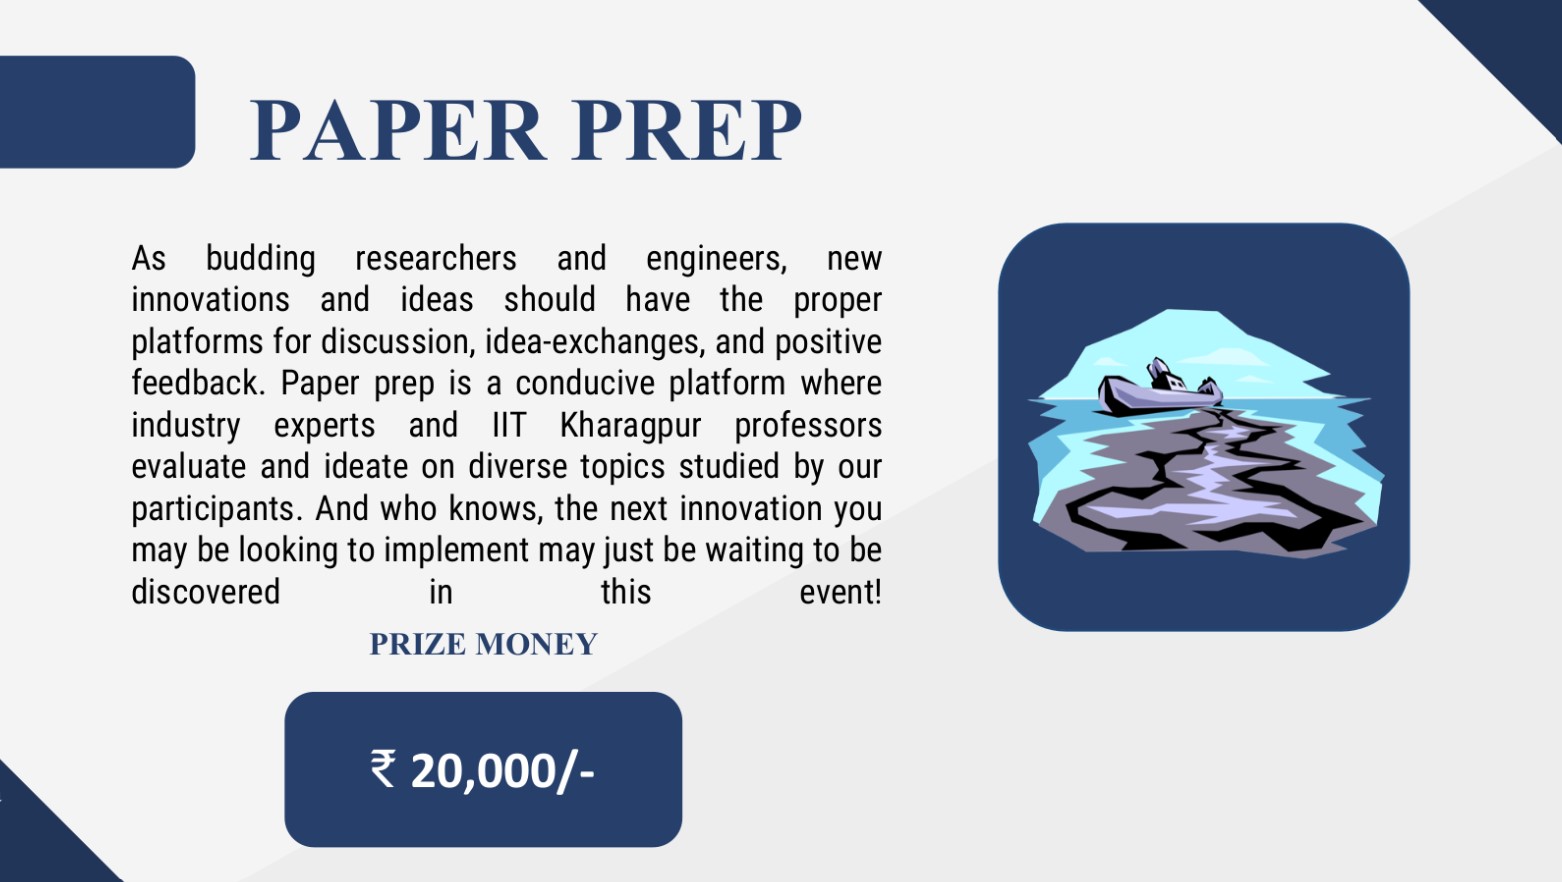 PAPER PREP
As budding researchers and engineers, new
innovations and ideas should have the proper
platforms for discussion, idea-exchanges, and positive
feedback. Paper prep is a conducive platform where
industry experts and IIT Kharagpur professors
evaluate and ideate on diverse topics studied by our
participants. And who knows, the next innovation you
may be looking to implement may just be waiting to be
discovered in this event!
PRIZE MONEY
₹ 20,000/-